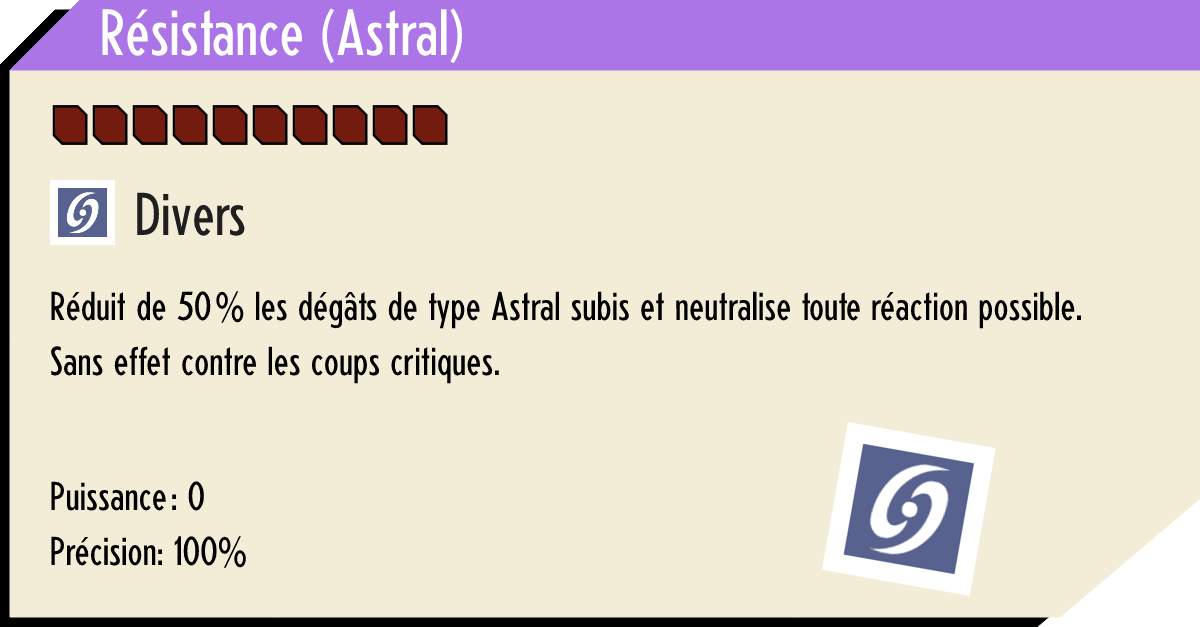 Résistance (Astral)
Divers
Réduit de 50 % les dégâts de type Astral subis et neutralise toute réaction possible.
Sans effet contre les coups critiques.
Puissance : 0
Précision: 100%